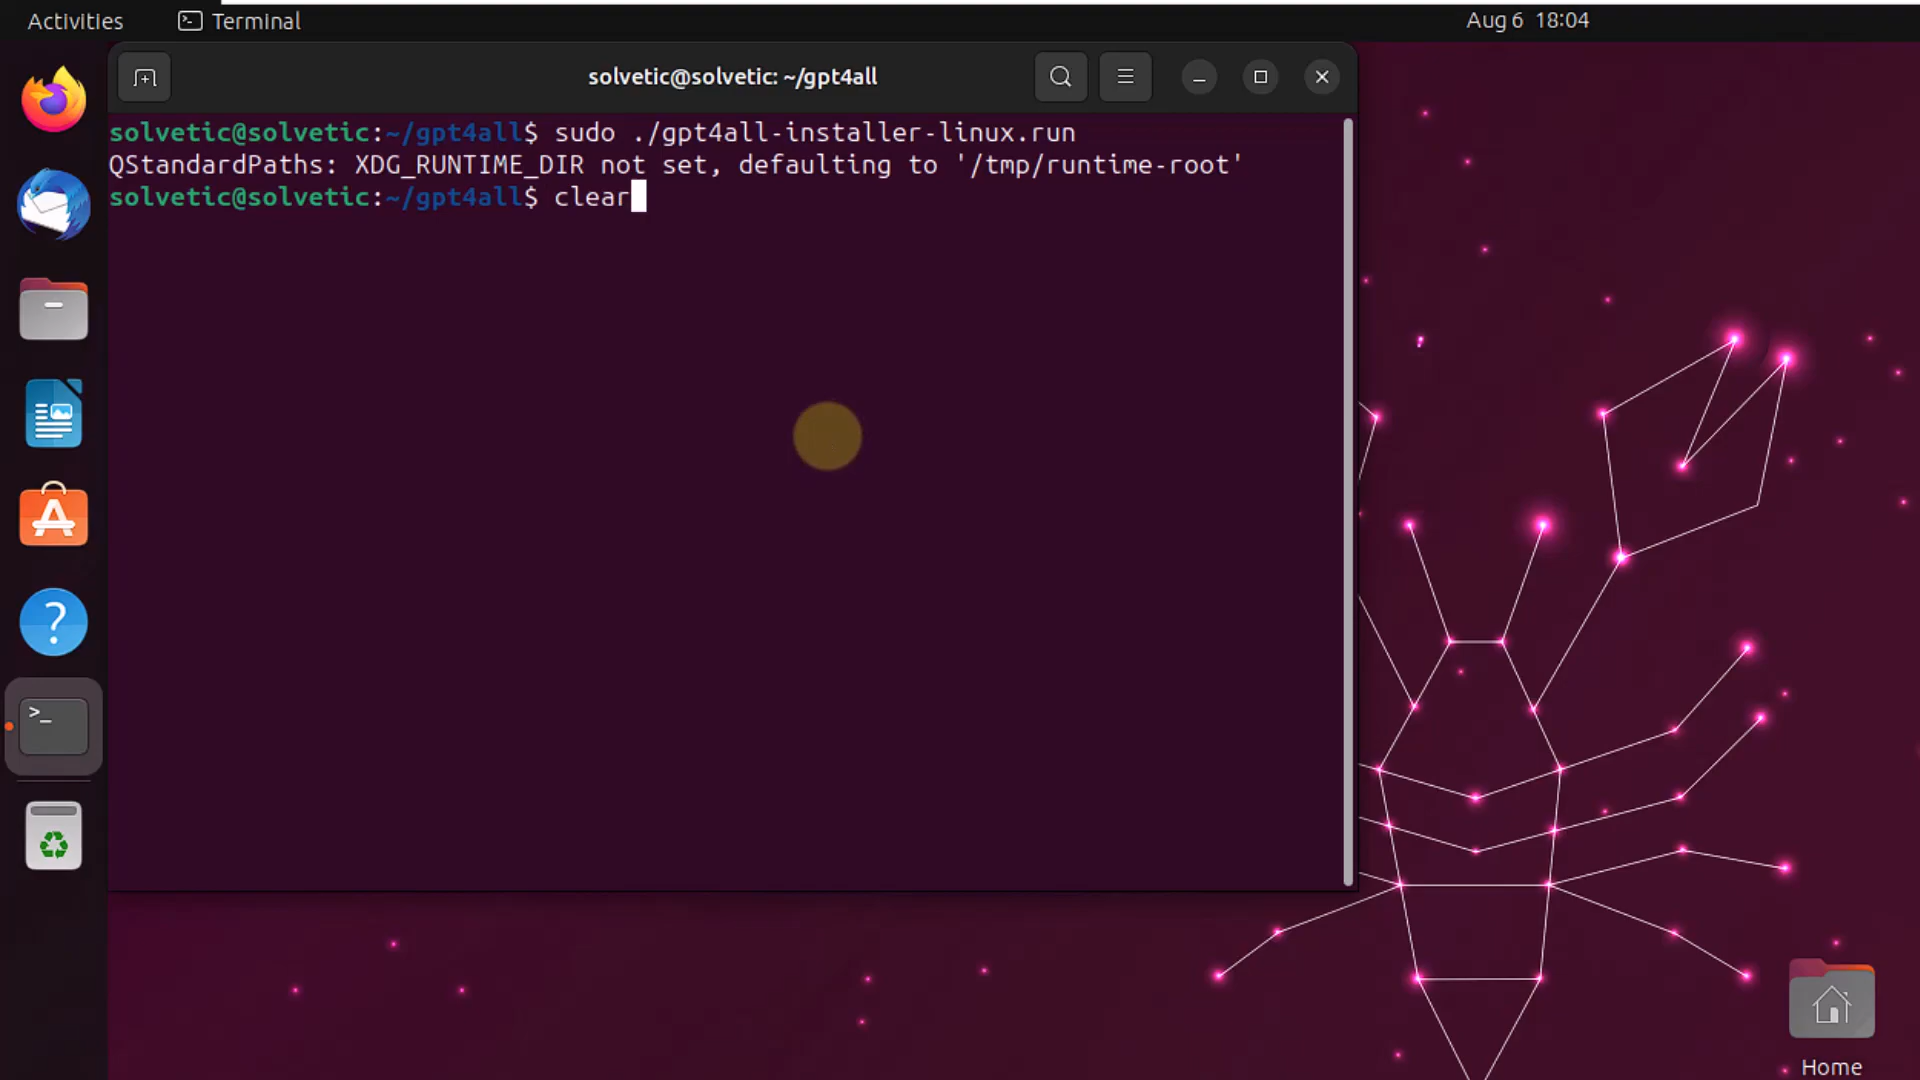 Activities
Terminal
Aug 6 18:04
solvetic@solvetic: ~/gpt4all
solvetic@solvetic:~/gpt4all$ sudo ./gpt4all-installer-linux.run
QStandardPaths: XDG_RUNTIME_DIR not set, defaulting to '/tmp/runtime-root'
solvetic@solvetic:~/gpt4all$ clear
Home